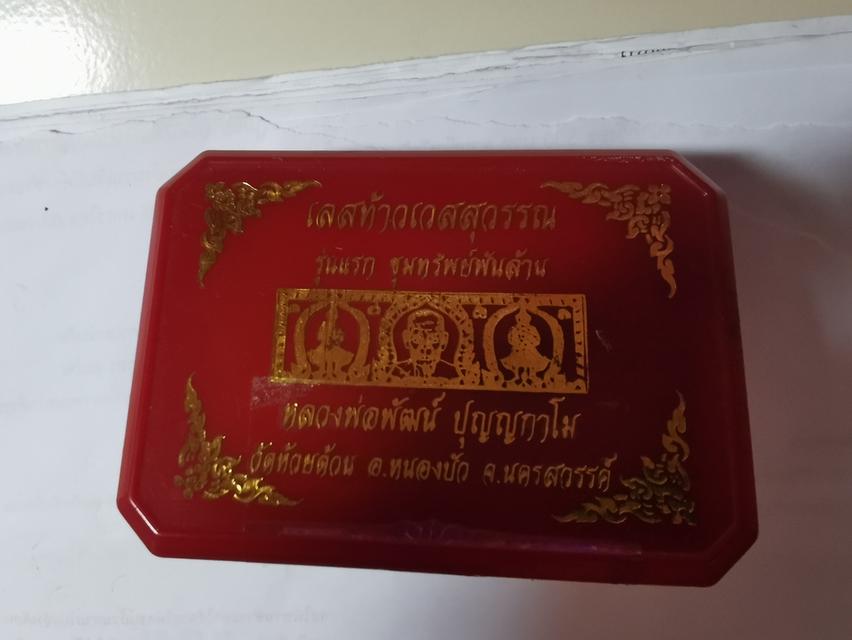 เลสท้าวเวสสุวรรณ
รุ่นแรก ขุมทรัพย์พันล้าน
หลวงพ่อพัฒน์ ปุญญกาโม
วัดห้วยด้วน อ.หนองบัว จ.นครสวรรค์